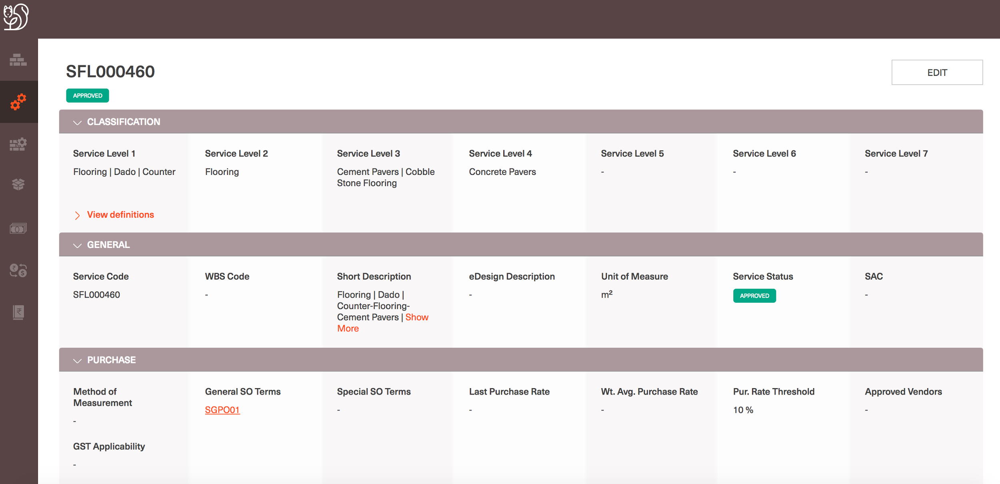 SFL000460
EDIT
APPROVED
CLASSIFICATION
Service Level 1
Service Level 2
Service Level 3
Service Level 4
Service Level 5
Service Level 6
Service Level 7
Flooring | Dado | Counter
Flooring
Cement Pavers | Cobble
Stone Flooring
Concrete Pavers
-
-
-
View definitions
GENERAL
Service Code
WBS Code
Short Description
eDesign Description
Unit of Measure
Service Status
SAC
SFL000460
-
Flooring | Dado |
Counter-Flooring-
Cement Pavers | Show
More
-
m²
APPROVED
-
PURCHASE
Method of
Measurement
General SO Terms
Special SO Terms
Last Purchase Rate
Wt. Avg. Purchase Rate
Pur. Rate Threshold
Approved Vendors
-
SGPO01
-
-
-
10 %
-
GST Applicability
-